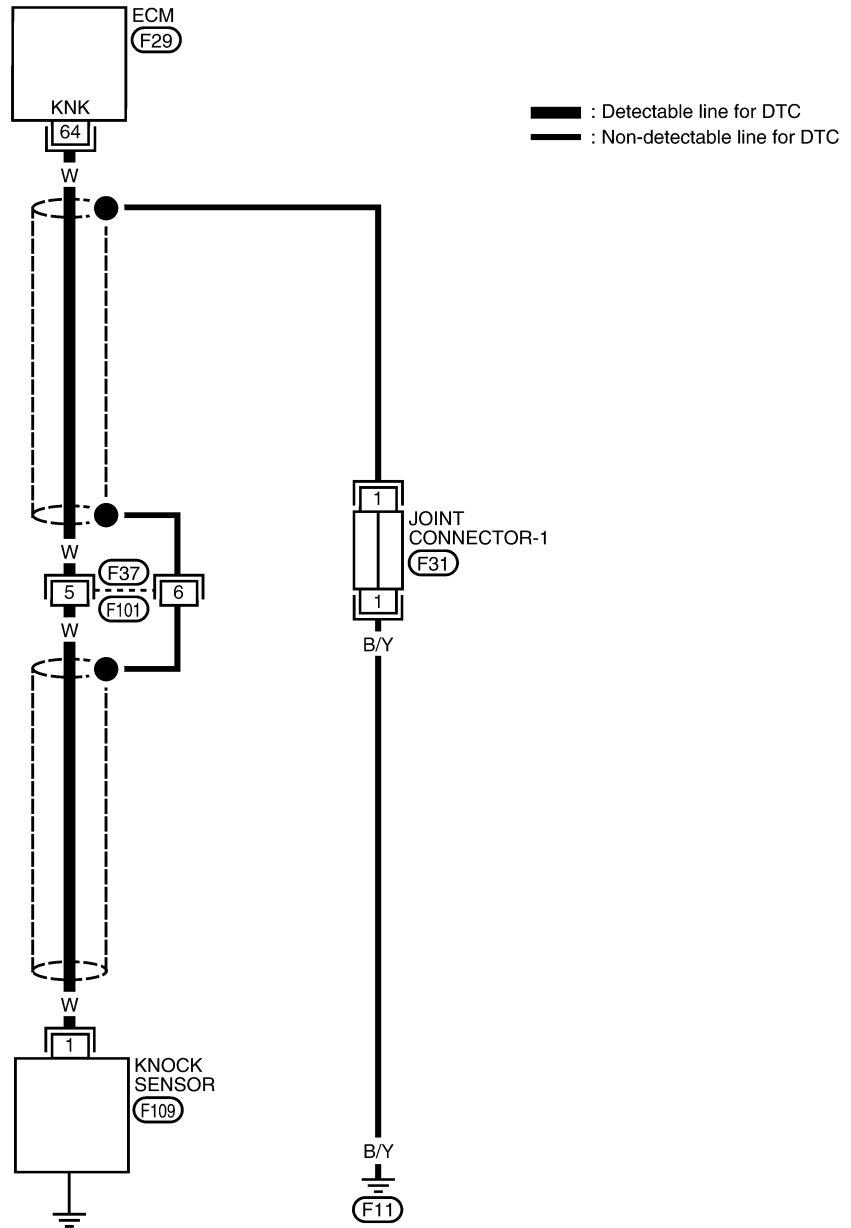 ECM
F29
KNK
64
: Detectable line for DTC
: Non-detectable line for DTC
W
1
JOINT
CONNECTOR-1
F31
1
B/Y
W
F37
5
6
F101
W
W
1
KNOCK
SENSOR
F109
B/Y
F11